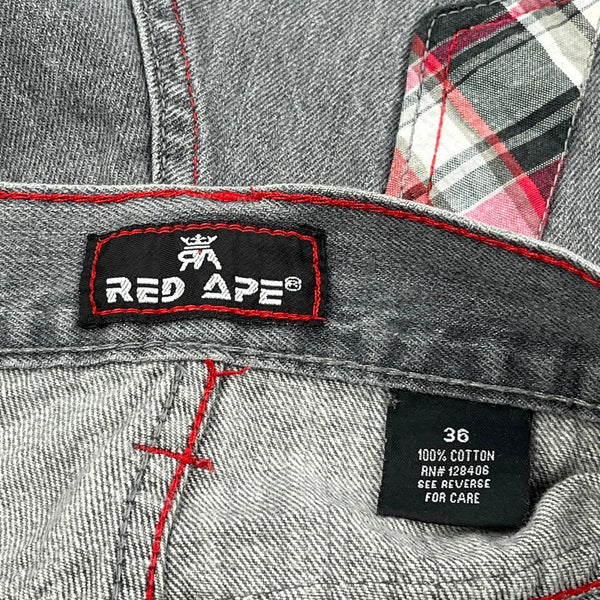 RA
RED APE®
36
100% COTTON
RN# 128406
SEE REVERSE
FOR CARE